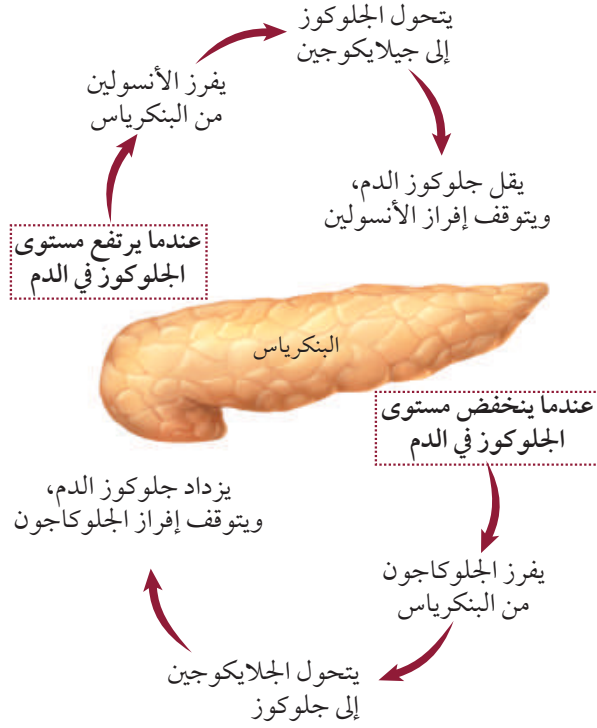 يتحول الجلوكوز
إلى جيلايكوجين
يفرز الأنسولين
من البنكرياس
يقل جلوكوز الدم،
ويتوقف إفراز الأنسولين
عندما يرتفع مستوى
الجلوكوز في الدم
البنكرياس
عندما ينخفض مستوى
الجلوكوز في الدم
يزداد جلوكوز الدم،
ويتوقف إفراز الجلوكاجون
يفرز الجلوكاجون
من البنكرياس
يتحول الجلايكوجين
إلى جلوكوز